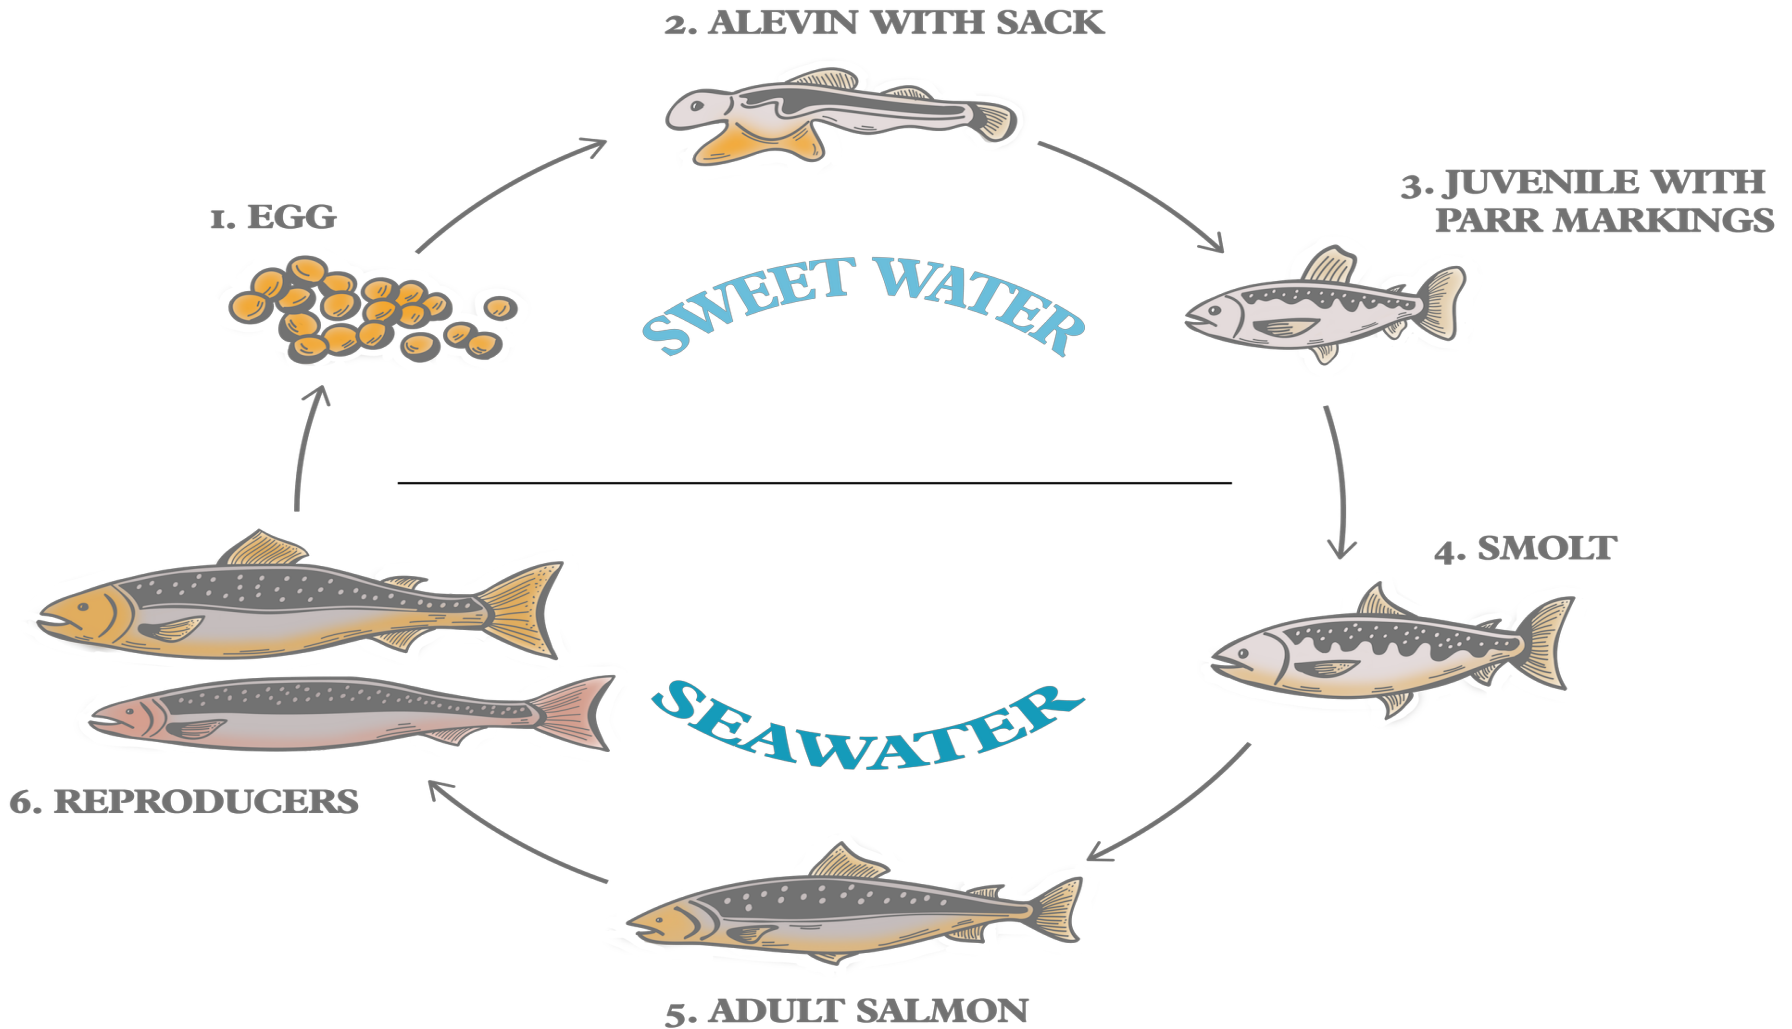 2. ALEVIN WITH SACK
3. JUVENILE WITH
PARR MARKINGS
1. EGG
SWEET WATER
4. SMOLT
SEAWATER
6. REPRODUCERS
5. ADULT SALMON